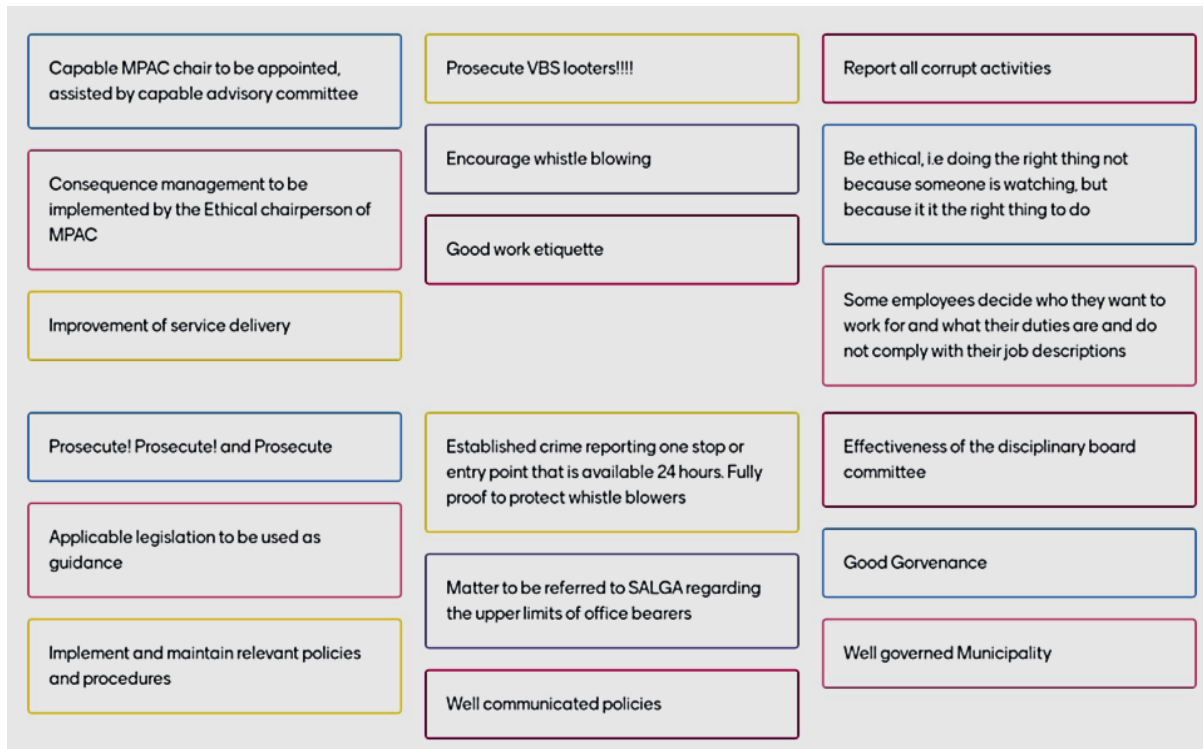 Capable MPAC chair to be appointed,
assisted by capable advisory committee
Consequence management to be
implemented by the Ethical chairperson of
MPAC
Improvement of service delivery
Prosecute VBS looters!!!!
Encourage whistle blowing
Good work etiquette
Report all corrupt activities
Be ethical, i.e doing the right thing not
because someone is watching, but
because it it the right thing to do
Some employees decide who they want to
work for and what their duties are and do
not comply with their job descriptions
Prosecute! Prosecute! and Prosecute
Applicable legislation to be used as
guidance
Implement and maintain relevant policies
and procedures
Established crime reporting one stop or
entry point that is available 24 hours. Fully
proof to protect whistle blowers
Matter to be referred to SALGA regarding
the upper limits of office bearers
Well communicated policies
Effectiveness of the disciplinary board
committee
Good Gorvenance
Well governed Municipality